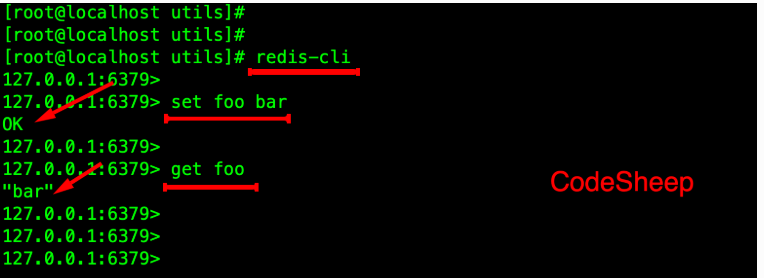 [root@localhost utils]#
[root@localhost utils]#
[root@localhost utils]# redis-cli
127.0.0.1:6379>
127.0.0.1:6379> set foo bar
OK
127.0.0.1:6379>
127.0.0.1:6379> get foo
"bar"
127.0.0.1:6379>
127.0.0.1:6379>
127.0.0.1:6379>
CodeSheep